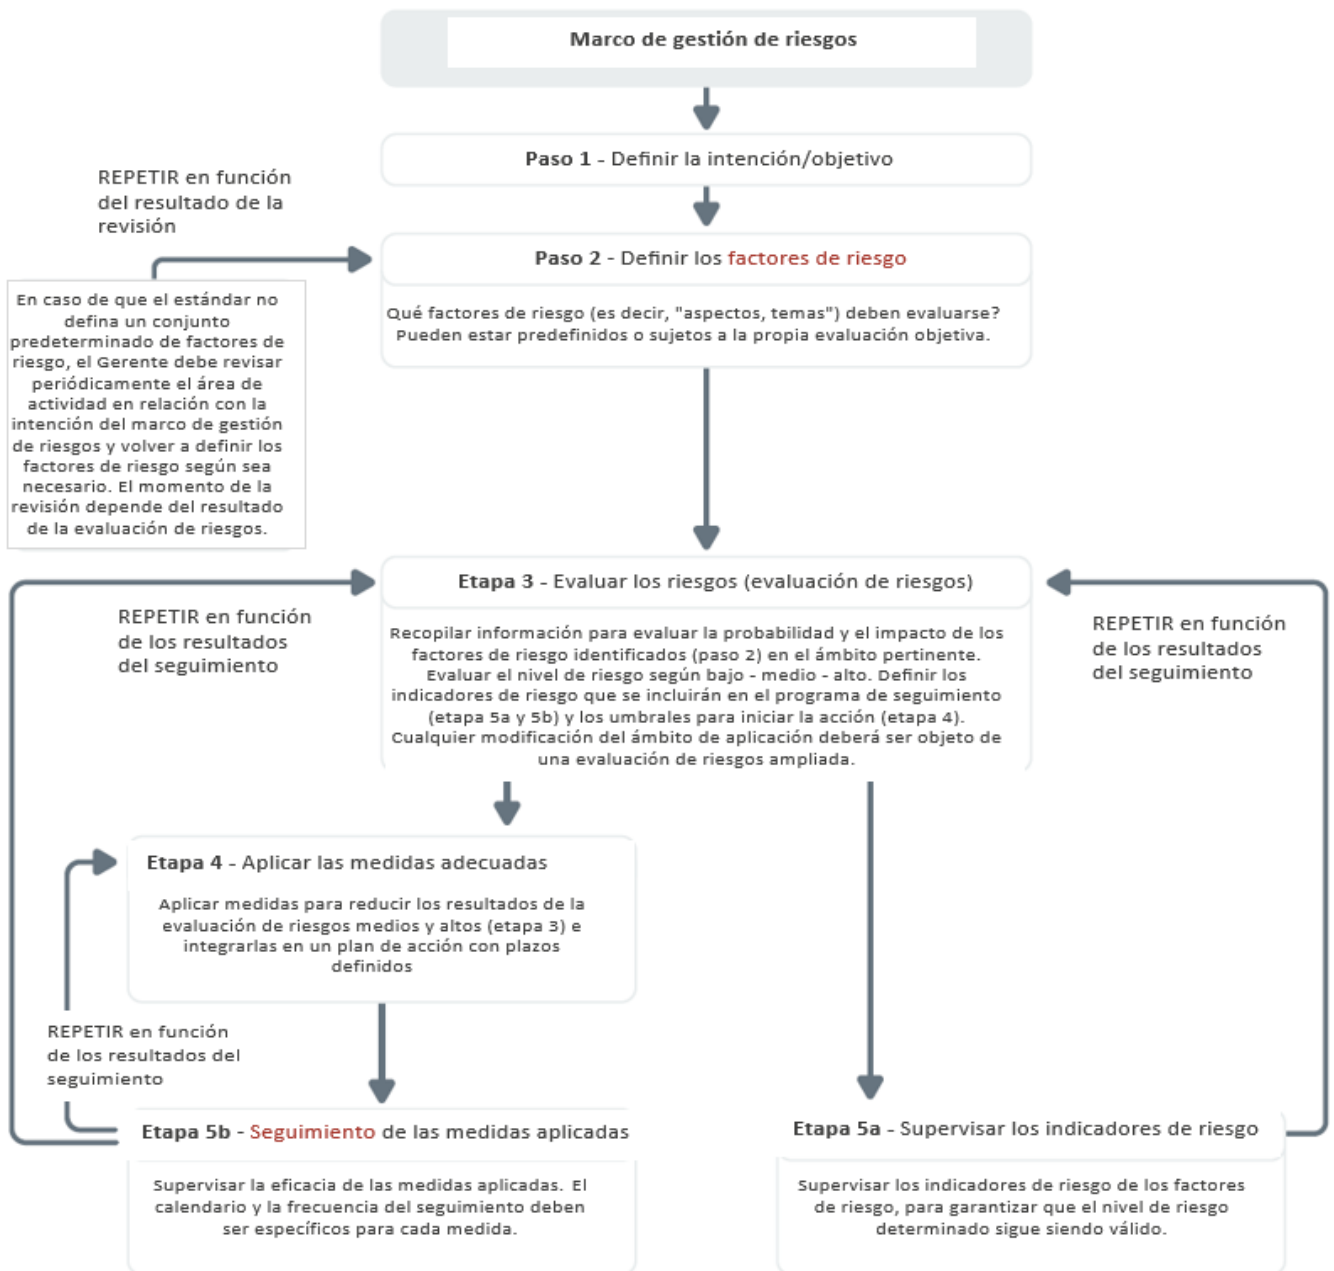 Marco de gestión de riesgos
Paso 1 - Definir la intención/objetivo
REPETIR en función
del resultado de la
revisión
Paso 2 - Definir los factores de riesgo
Qué factores de riesgo (es decir, "aspectos, temas") deben evaluarse?
Pueden estar predefinidos o sujetos a la propia evaluación objetiva.
En caso de que el estándar no
defina un conjunto
predeterminado de factores de
riesgo, el Gerente debe revisar
periódicamente el área de
actividad en relación con la
intención del marco de gestión
de riesgos y volver a definir los
factores de riesgo según sea
necesario. El momento de la
revisión depende del resultado
de la evaluación de riesgos.
Etapa 3 - Evaluar los riesgos (evaluación de riesgos)
REPETIR en función
de los resultados
del seguimiento
Recopilar información para evaluar la probabilidad y el impacto de los
factores de riesgo identificados (paso 2) en el ámbito pertinente.
Evaluar el nivel de riesgo según bajo - medio - alto. Definir los
indicadores de riesgo que se incluirán en el programa de seguimiento
(etapa 5a y 5b) y los umbrales para iniciar la acción (etapa 4).
Cualquier modificación del ámbito de aplicación deberá ser objeto de
una evaluación de riesgos ampliada.
REPETIR en función
de los resultados
del seguimiento
Etapa 4 - Aplicar las medidas adecuadas
Aplicar medidas para reducir los resultados de la
evaluación de riesgos medios y altos (etapa 3) e
integrarlas en un plan de acción con plazos
definidos
REPETIR en función
de los resultados del
seguimiento
Etapa 5b - Seguimiento de las medidas aplicadas
Supervisar la eficacia de las medidas aplicadas. El
calendario y la frecuencia del seguimiento deben
ser específicos para cada medida.
Etapa 5a - Supervisar los indicadores de riesgo
Supervisar los indicadores de riesgo de los factores
de riesgo, para garantizar que el nivel de riesgo
determinado sigue siendo válido.